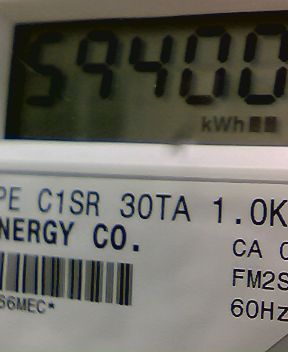 59400
kWh
PE C1SR 30TA 1.0K
NERGY CO.
CA
FM2S
60Hz
56MEC*